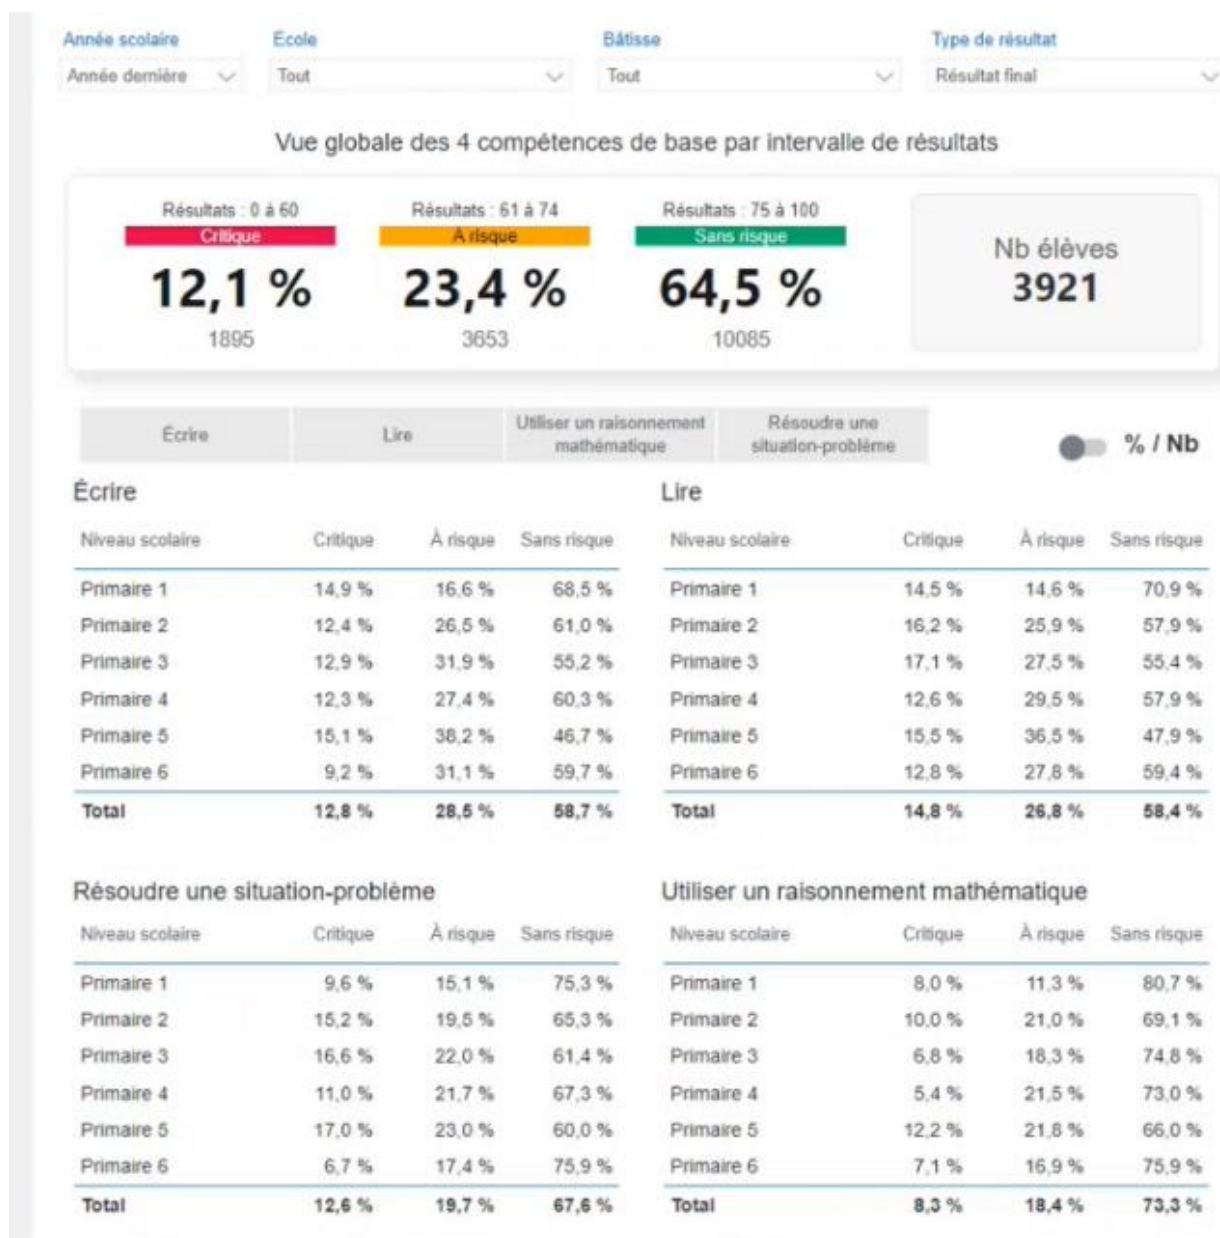 Année scolaire École Bâtisse Type de résultat
Année dernière Tout Tout Résultat final
Vue globale des 4 compétences de base par intervalle de résultats
Résultats : 0 à 60 Résultats : 61 à 74 Résultats : 75 à 100
Critique À risque Sans risque
Nb élèves
12,1 % 23,4 % 64,5 % 3921
1895 3653 10085
Écrire Lire Utiliser un raisonnement mathématique Résoudre une situation-problème % / Nb
Écrire
Niveau scolaire Critique À risque Sans risque
Primaire 1 14,9 % 16,6 % 68,5 %
Primaire 2 12,4 % 26,5 % 61,0 %
Primaire 3 12,9 % 31,9 % 55,2 %
Primaire 4 12,3 % 27,4 % 60,3 %
Primaire 5 15,1 % 38,2 % 46,7 %
Primaire 6 9,2 % 31,1 % 59,7 %
Total 12,8 % 28,5 % 58,7 %
Lire
Niveau scolaire Critique À risque Sans risque
Primaire 1 14,5 % 14,6 % 70,9 %
Primaire 2 16,2 % 25,9 % 57,9 %
Primaire 3 17,1 % 27,5 % 55,4 %
Primaire 4 12,6 % 29,5 % 57,9 %
Primaire 5 15,5 % 36,5 % 47,9 %
Primaire 6 12,8 % 27,8 % 59,4 %
Total 14,8 % 26,8 % 58,4 %
Résoudre une situation-problème
Niveau scolaire Critique À risque Sans risque
Primaire 1 9,6 % 15,1 % 75,3 %
Primaire 2 15,2 % 19,5 % 65,3 %
Primaire 3 16,6 % 22,0 % 61,4 %
Primaire 4 11,0 % 21,7 % 67,3 %
Primaire 5 17,0 % 23,0 % 60,0 %
Primaire 6 6,7 % 17,4 % 75,9 %
Total 12,6 % 19,7 % 67,6 %
Utiliser un raisonnement mathématique
Niveau scolaire Critique À risque Sans risque
Primaire 1 8,0 % 11,3 % 80,7 %
Primaire 2 10,0 % 21,0 % 69,1 %
Primaire 3 6,8 % 18,3 % 74,8 %
Primaire 4 5,4 % 21,5 % 73,0 %
Primaire 5 12,2 % 21,8 % 66,0 %
Primaire 6 7,1 % 16,9 % 75,9 %
Total 8,3 % 18,4 % 73,3 %